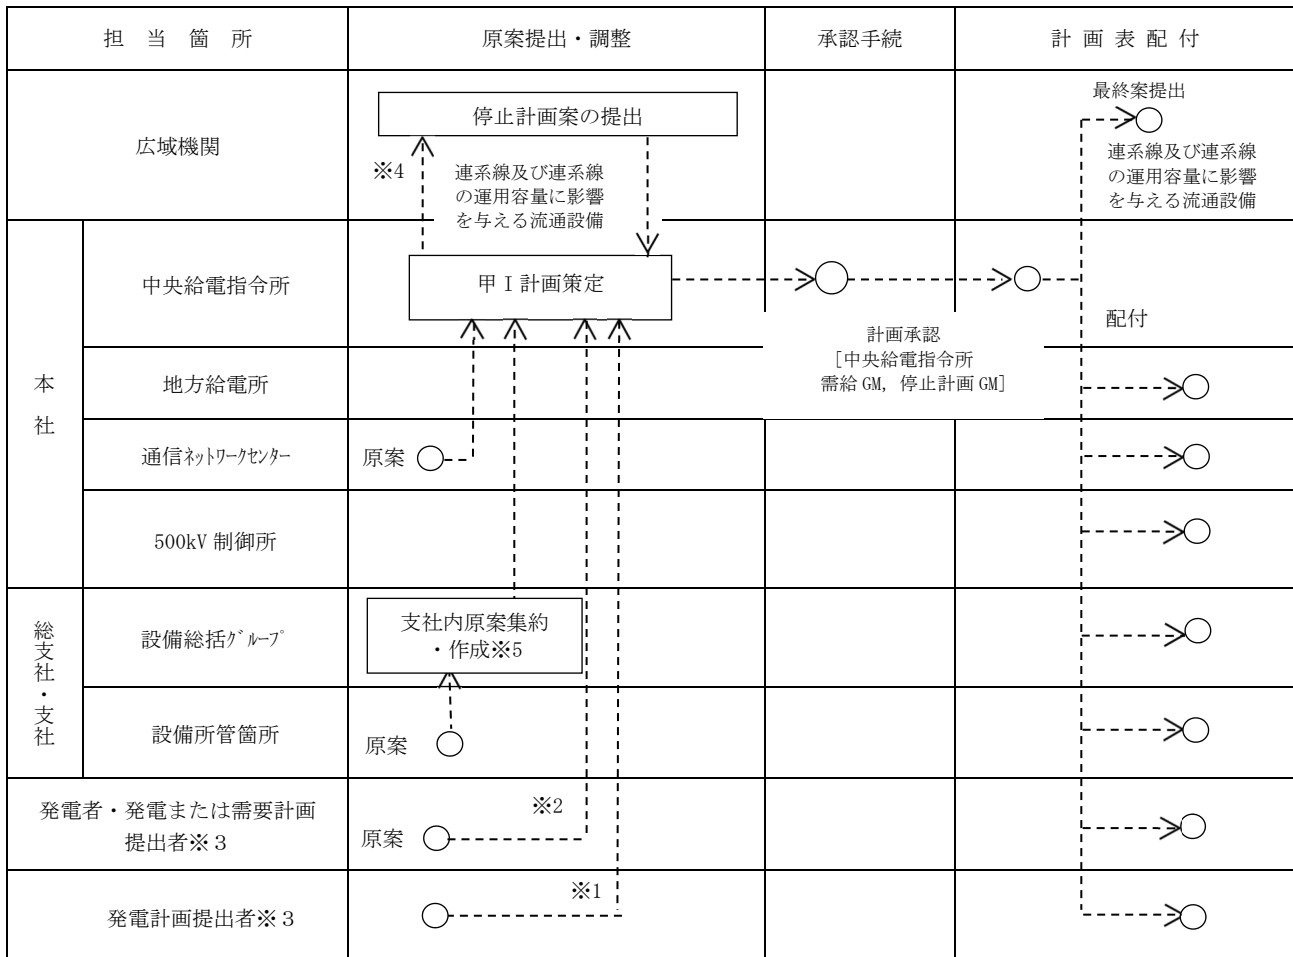 担 当 箇 所
原案提出・調整
承認手続
計 画 表 配 付
広域機関
停止計画案の提出
※4
連系線及び連系線
の運用容量に影響
を与える流通設備
最終案提出
連系線及び連系線
の運用容量に影響
を与える流通設備
本社
中央給電指令所
甲Ⅰ計画策定
計画承認
[中央給電指令所
需給 GM, 停止計画 GM]
配付
地方給電所
通信ﾈｯﾄﾜｰｸｾﾝﾀｰ
原案
500kV 制御所
総支社・支社
設備総括ｸﾞﾙｰﾌﾟ
支社内原案集約
・作成※5
設備所管箇所
原案
発電者・発電または需要計画
提出者※３
原案
※2
発電計画提出者※３
※1